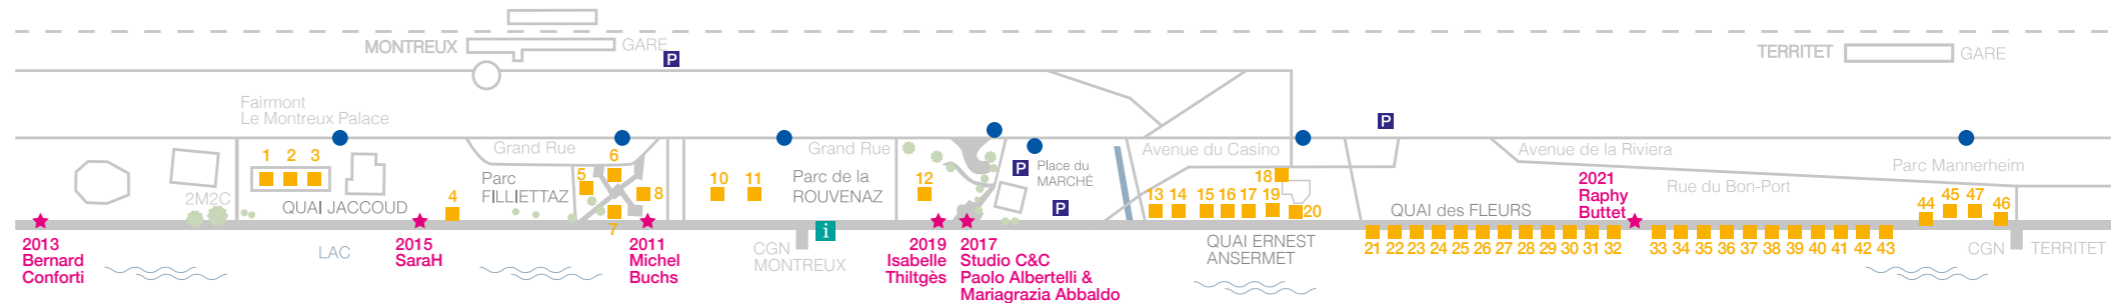 MONTREUX
GARE
P
TERRITET
GARE
Fairmont
Le Montreux Palace
P
Grand Rue
Grand Rue
Avenue du Casino
Avenue de la Riviera
1 2 3
6
P
Place du
MARCHÉ
Parc Mannerheim
2M2C
QUAI JACCOUD
4
Parc
FILLIETTAZ
5
8
7
10 11
Parc de la
ROUVENAZ
12
P
13 14 15 16 17 18 19 20
QUAI des FLEURS
2021
Raphy
Buttet
Rue du Bon-Port
44 45 47 46
2013
Bernard
Conforti
LAC
2015
SaraH
2011
Michel
Buchs
CGN
MONTREUX
i
2019
Isabelle
Thiltgès
2017
Studio C&C
Paolo Albertelli &
Mariagrazia Abbaldo
QUAI ERNEST
ANSERMET
21 22 23 24 25 26 27 28 29 30 31 32 33 34 35 36 37 38 39 40 41 42 43
CGN
TERRITET